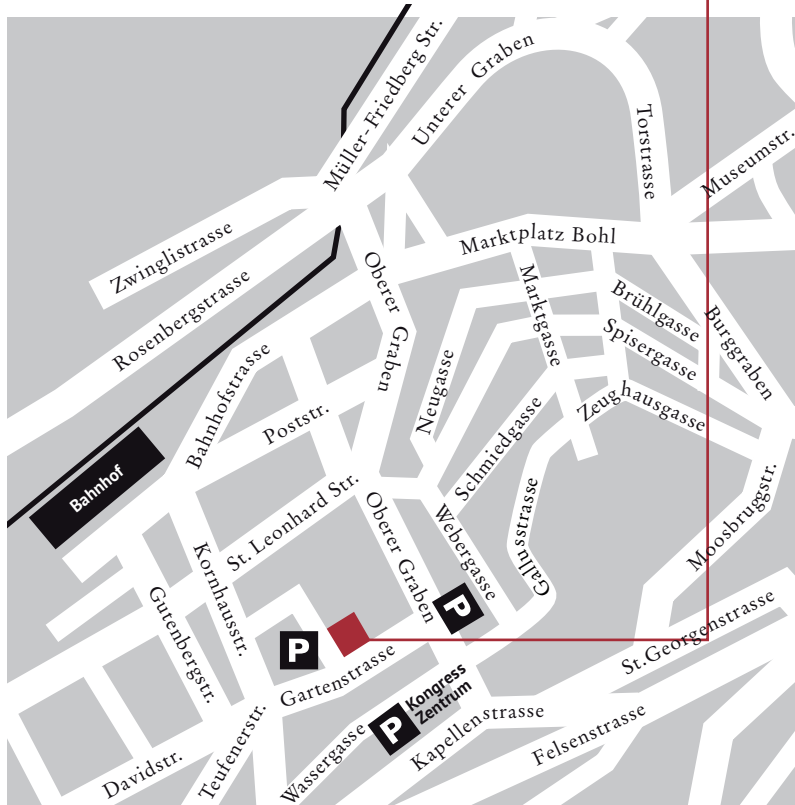 Müller-Friedberg Str.
Unterer Graben
Torstrasse
Museumstr.
Zwinglistrasse
Rosenbergstrasse
Oberer Graben
Marktplatz Bohl
Marktgasse
Brühlgasse
Spisergasse
Burggraben
Bahnhofstrasse
Neugasse
Poststr.
Zeughausgasse
Schmiedgasse
Bahnhof
St. Leonhard Str.
Oberer Graben
Webergasse
Gallusstrasse
Moosbruggstr.
Kornhausstr.
Gutenbergstr.
P
P
St.Georgenstrasse
Gartenstrasse
Kongress
Zentrum
P
Kapellenstrasse
Felsenstrasse
Wassergasse
Teufenerstr.
Davidstr.